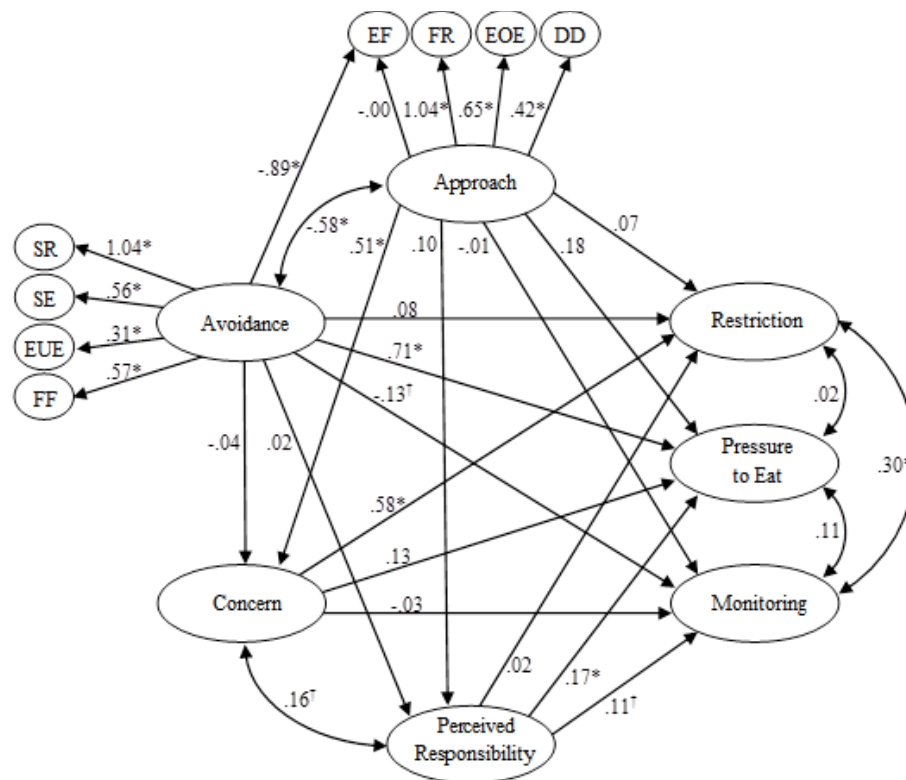 EF FR EOE DD
-.00 1.04* .65* .42*
-.89*
Approach
-.58* .51* .10 -.01 .18 .07
SR 1.04*
SE .56*
EUE .31*
FF .57*
Avoidance
.08
.71*
-.13†
Restriction
.02
Pressure
to Eat
.30*
.11
-.04 .02
.58*
.13
-.03
Concern
Monitoring
.16†
.02 .17* .11†
Perceived
Responsibility